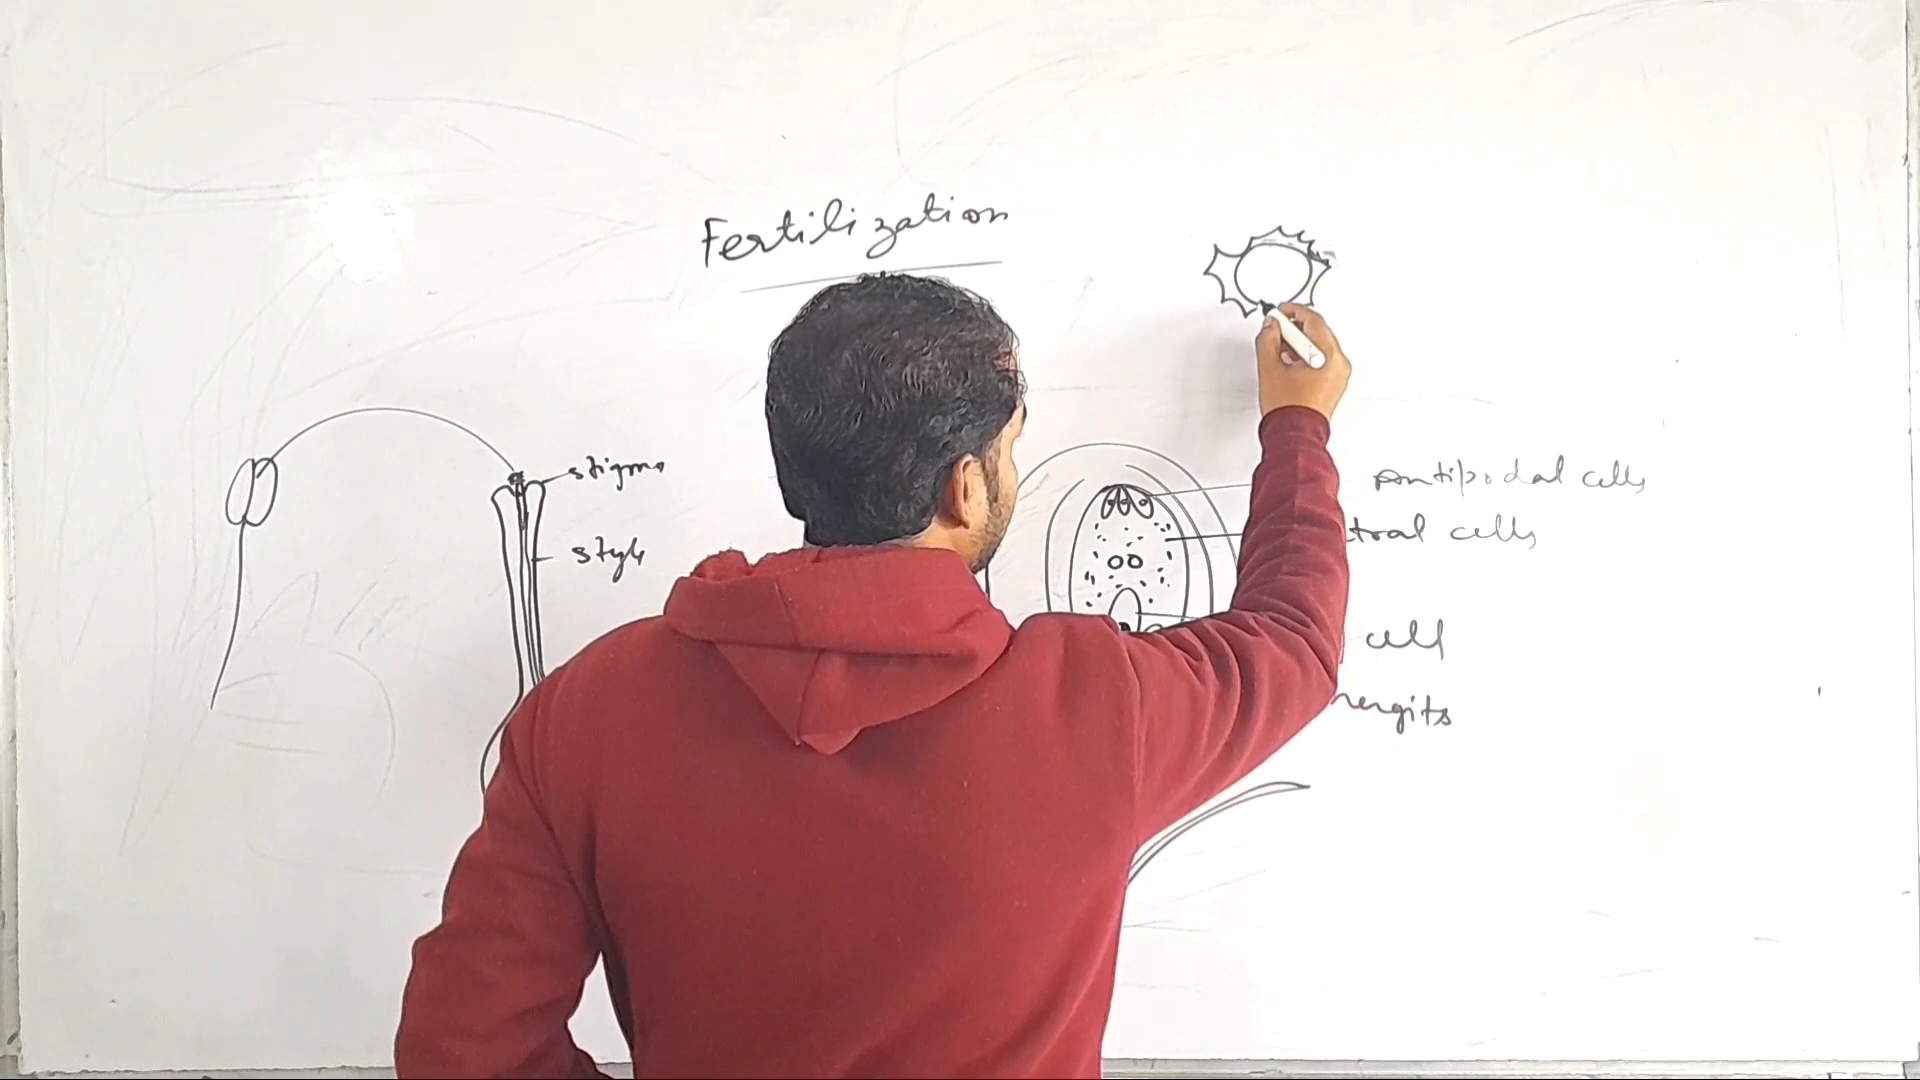 Fertilization
stigma
style
antipodal cells
tral cells
cell
nergits